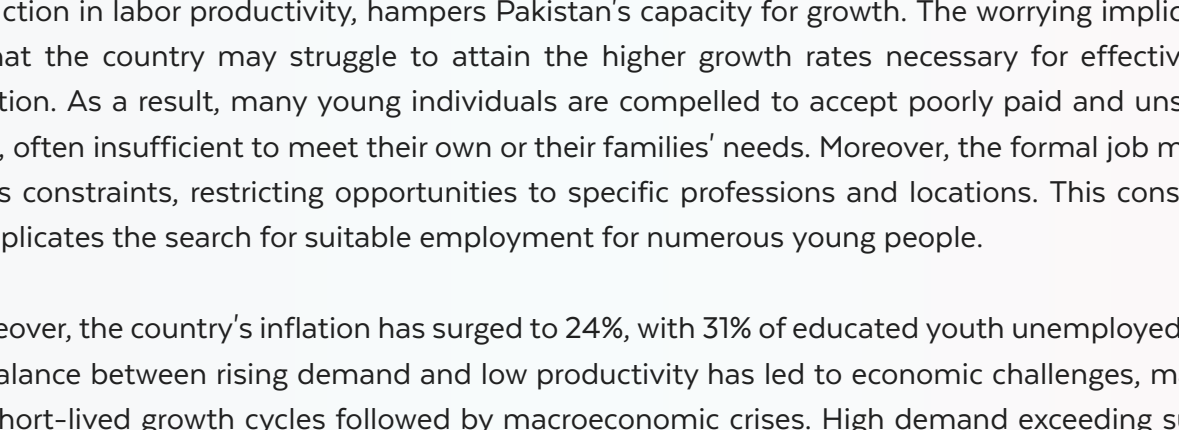 ction in labor productivity, hampers Pakistan's capacity for growth. The worrying implic
at the country may struggle to attain the higher growth rates necessary for effectiv
tion. As a result, many young individuals are compelled to accept poorly paid and uns
, often insufficient to meet their own or their families' needs. Moreover, the formal job m
s constraints, restricting opportunities to specific professions and locations. This cons
plicates the search for suitable employment for numerous young people.
eover, the country's inflation has surged to 24%, with 31% of educated youth unemployed
alance between rising demand and low productivity has led to economic challenges, m
hort-lived growth cycles followed by macroeconomic crises. High demand exceeding su